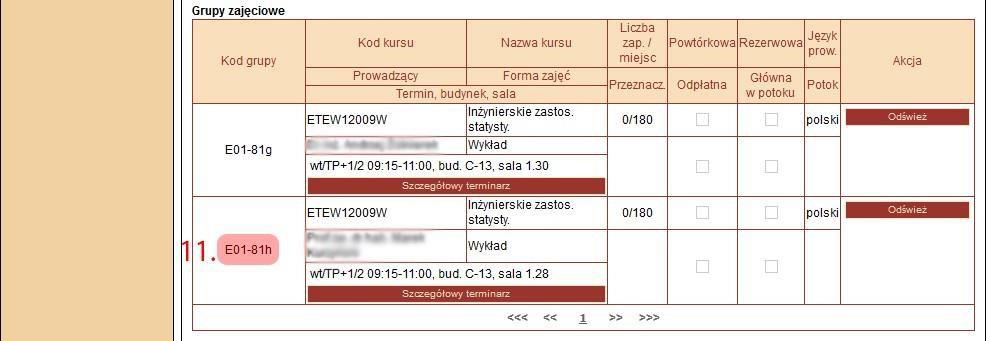 Grupy zajęciowe
Kod grupy
Kod kursu
Nazwa kursu
Liczba
zap. /
miejsc
Powtórkowa
Rezerwowa
Język
prow.
Akcja
Prowadzący
Forma zajęć
Przeznacz.
Odpłatna
Główna
w potoku
Potok
Termin, budynek, sala
E01-81g
ETEW12009W
Inżynierskie zastos.
statysty.
0/180
polski
Odśwież
Wykład
wt/TP+1/2 09:15-11:00, bud. C-13, sala 1.30
Szczegółowy terminarz
11.
E01-81h
ETEW12009W
Inżynierskie zastos.
statysty.
0/180
polski
Odśwież
Wykład
wt/TP+1/2 09:15-11:00, bud. C-13, sala 1.28
Szczegółowy terminarz
<<< << 1 >> >>>